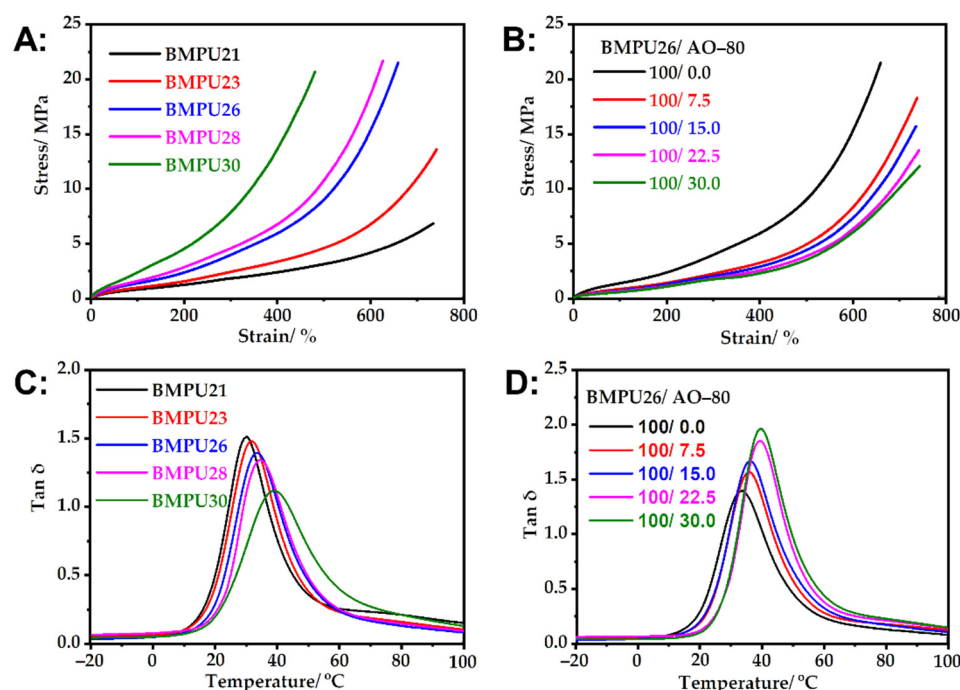 A:
25
20
15
10
5
0
Stress/ MPa
BMPU21
BMPU23
BMPU26
BMPU28
BMPU30
0 200 400 600 800
Strain/ %
B:
25
20
15
10
5
0
Stress/ MPa
BMPU26/ AO–80
100/ 0.0
100/ 7.5
100/ 15.0
100/ 22.5
100/ 30.0
0 200 400 600 800
Strain/ %
C:
2.0
1.5
1.0
0.5
0.0
Tan δ
BMPU21
BMPU23
BMPU26
BMPU28
BMPU30
−20 0 20 40 60 80 100
Temperature/ °C
D:
2.5
2.0
1.5
1.0
0.5
0.0
Tan δ
BMPU26/ AO–80
100/ 0.0
100/ 7.5
100/ 15.0
100/ 22.5
100/ 30.0
−20 0 20 40 60 80 100
Temperature/ °C